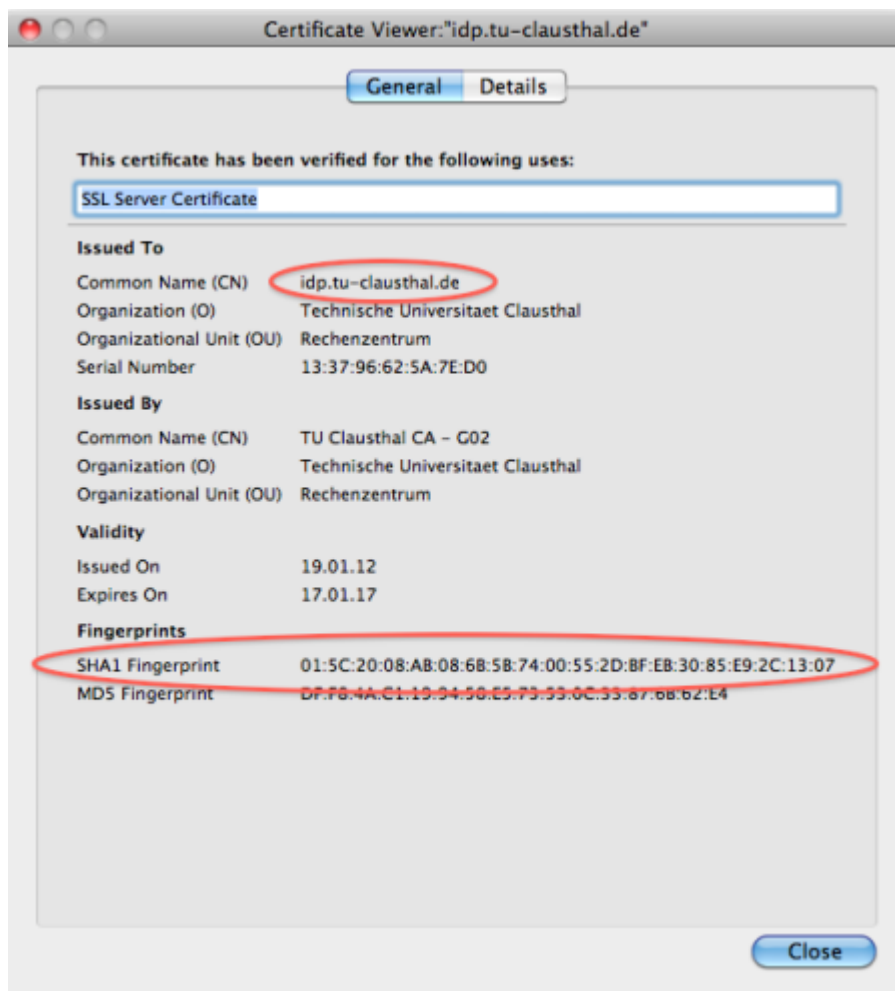 Certificate Viewer:"idp.tu-clausthal.de"
General Details
This certificate has been verified for the following uses:
SSL Server Certificate
Issued To
Common Name (CN) idp.tu-clausthal.de
Organization (O) Technische Universitaet Clausthal
Organizational Unit (OU) Rechenzentrum
Serial Number 13:37:96:62:5A:7E:D0
Issued By
Common Name (CN) TU Clausthal CA - G02
Organization (O) Technische Universitaet Clausthal
Organizational Unit (OU) Rechenzentrum
Validity
Issued On 19.01.12
Expires On 17.01.17
Fingerprints
SHA1 Fingerprint 01:5C:20:08:AB:08:6B:5B:74:00:55:2D:BF:EB:30:85:E9:2C:13:07
MD5 Fingerprint
Close